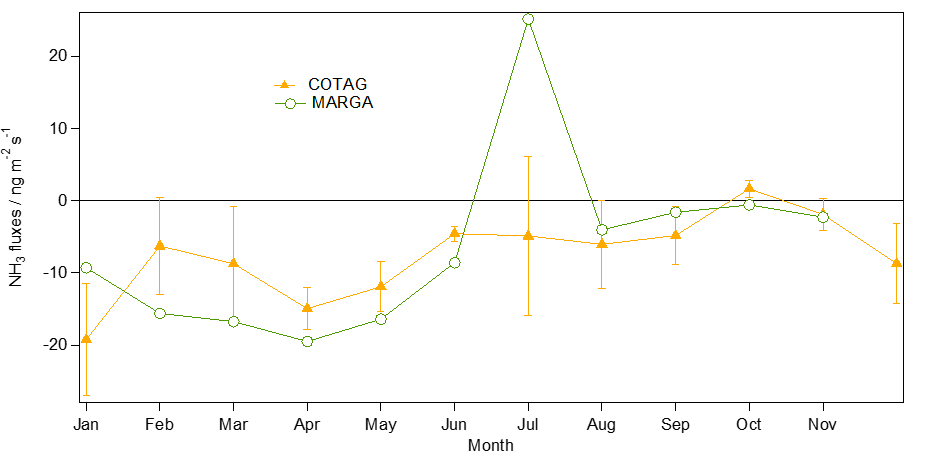 20
10
0
-10
-20
NH3 fluxes / ng m-2 s-1
COTAG
MARGA
Jan Feb Mar Apr May Jun Jul Aug Sep Oct Nov
Month